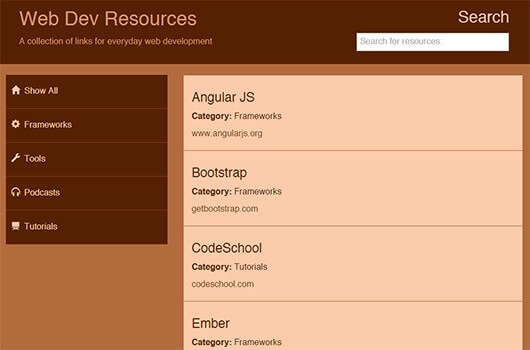 Web Dev Resources
A collection of links for everyday web development
Search
Search for resources.
Show All
Frameworks
Tools
Podcasts
Tutorials
Angular JS
Category: Frameworks
www.angularjs.org
Bootstrap
Category: Frameworks
getbootstrap.com
CodeSchool
Category: Tutorials
codeschool.com
Ember
Category: Frameworks